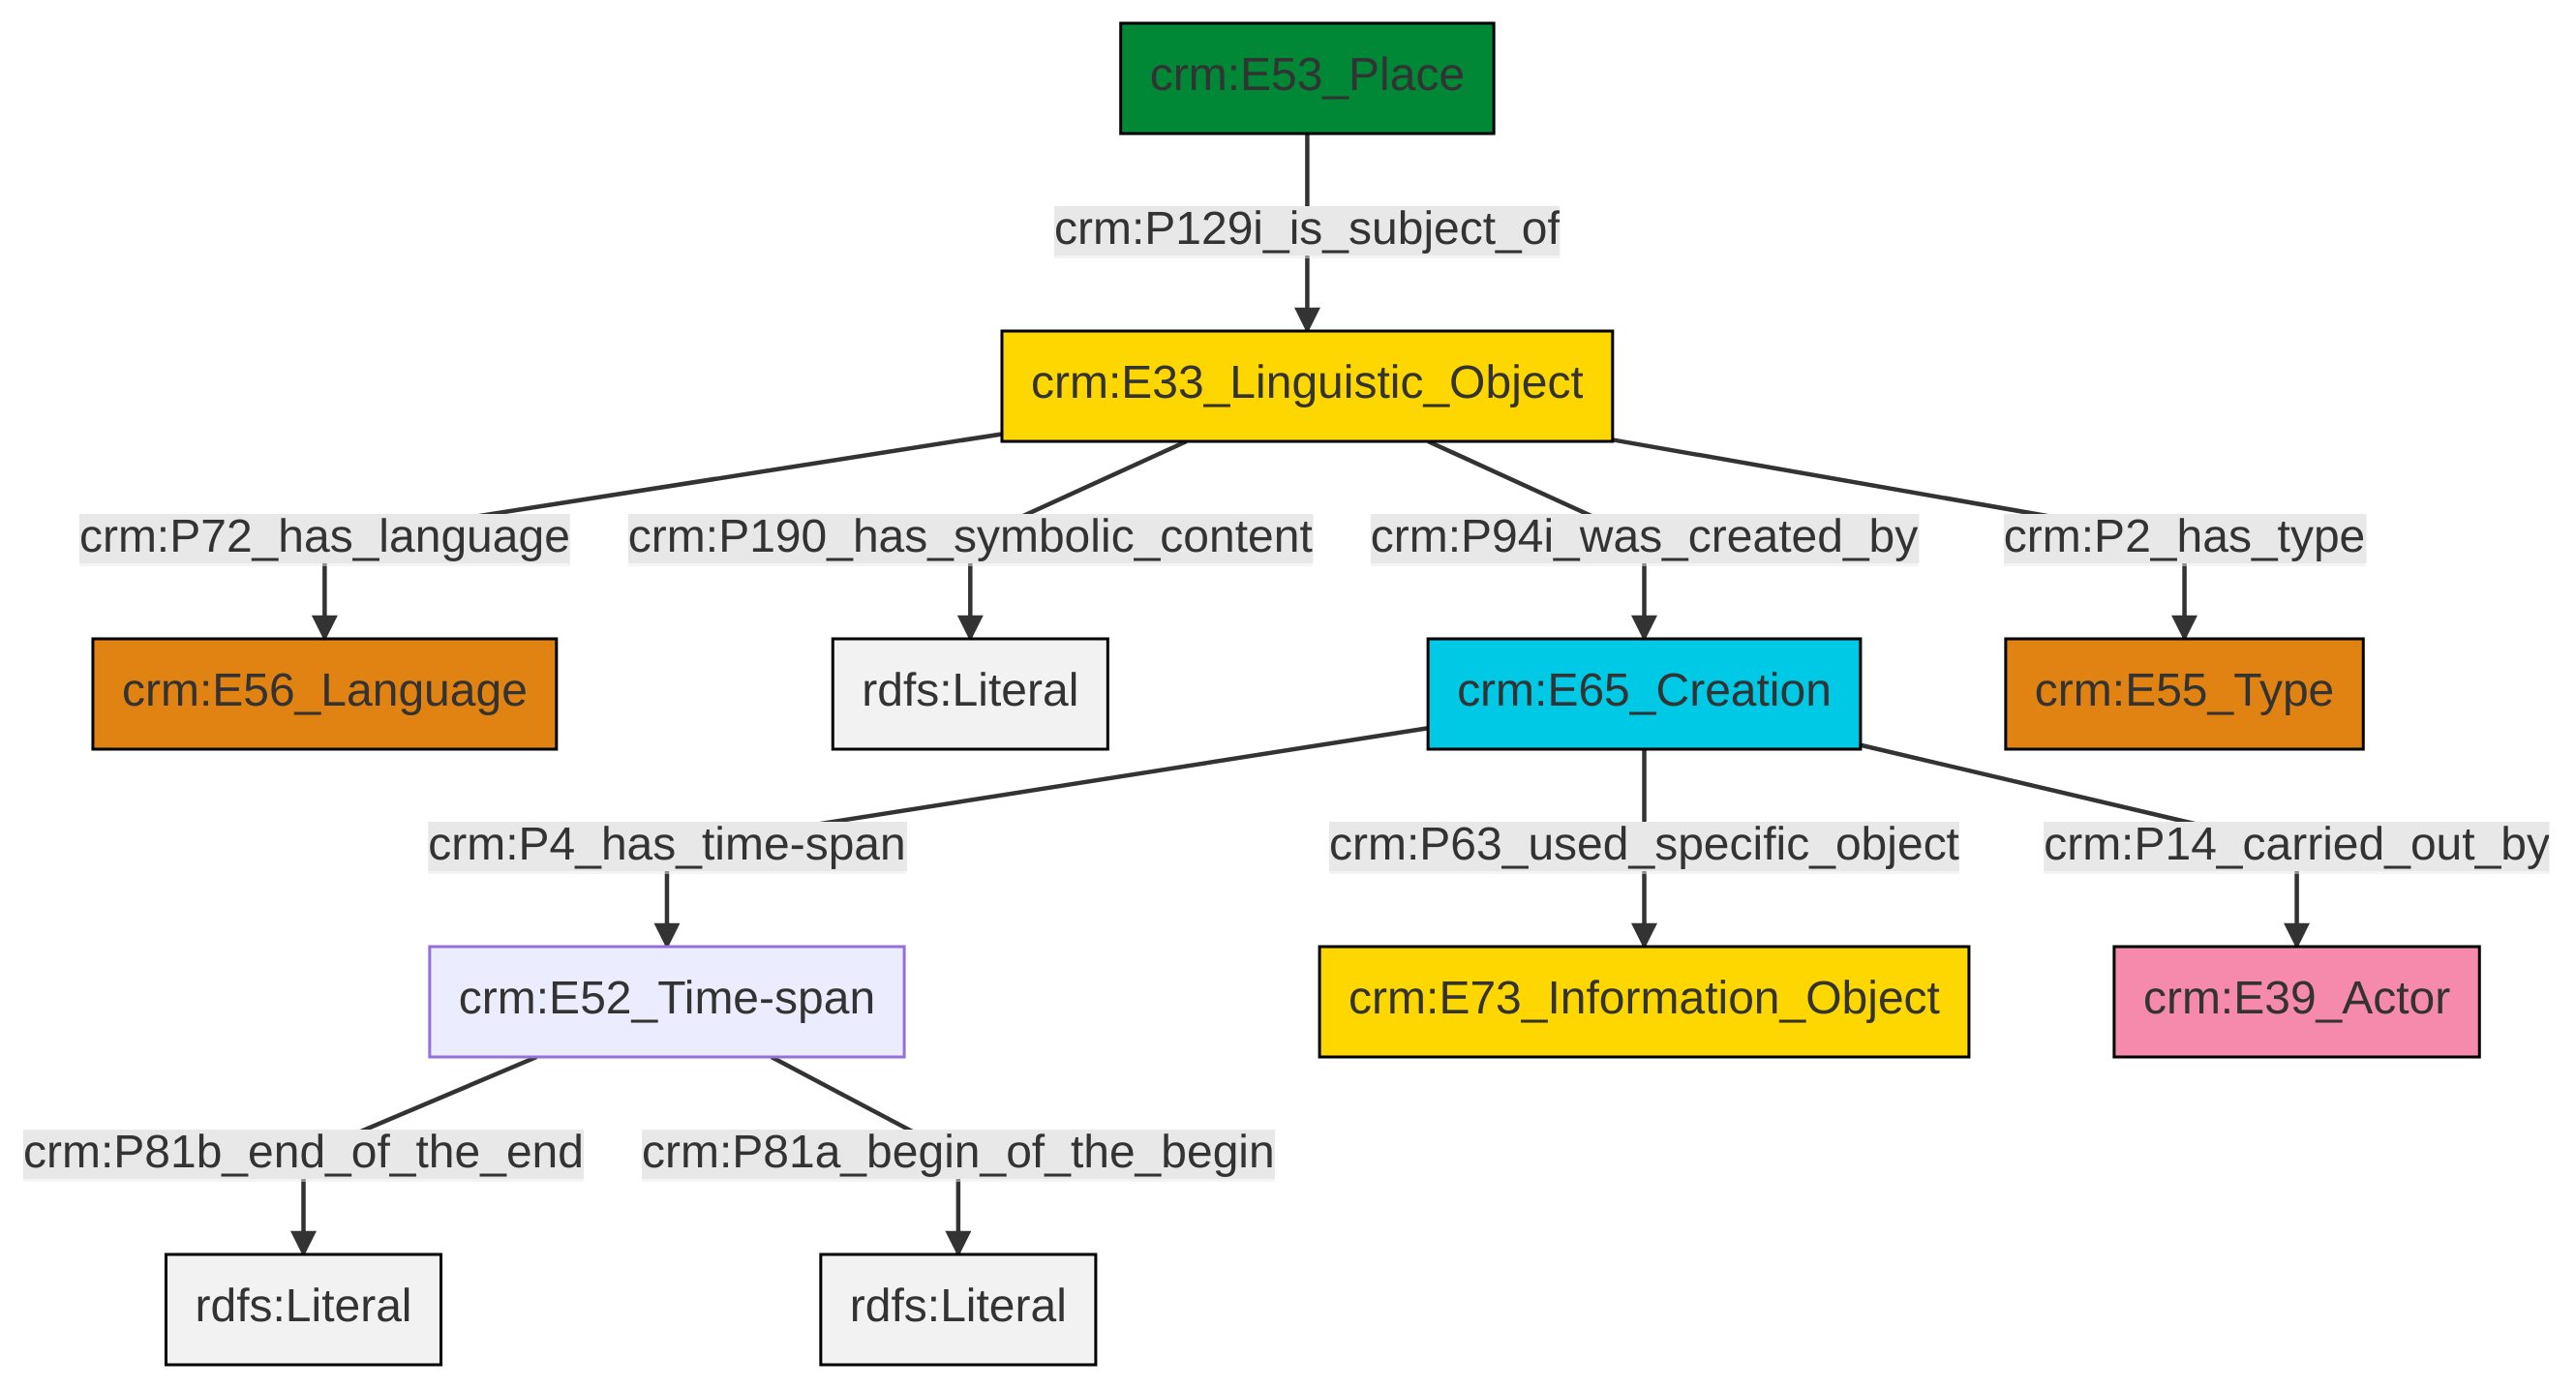 crm:E53_Place
crm:P129i_is_subject_of
crm:E33_Linguistic_Object
crm:P72_has_language
crm:P190_has_symbolic_content
crm:P94i_was_created_by
crm:P2_has_type
crm:E56_Language
rdfs:Literal
crm:E65_Creation
crm:E55_Type
crm:P4_has_time-span
crm:P63_used_specific_object
crm:P14_carried_out_by
crm:E52_Time-span
crm:E73_Information_Object
crm:E39_Actor
crm:P81b_end_of_the_end
crm:P81a_begin_of_the_begin
rdfs:Literal
rdfs:Literal